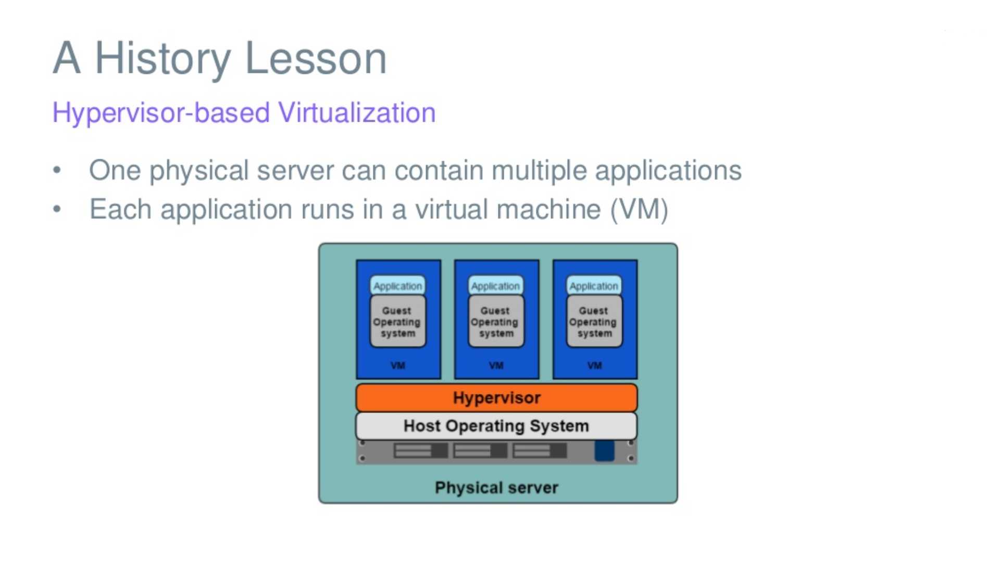 A History Lesson
Hypervisor-based Virtualization
• One physical server can contain multiple applications
• Each application runs in a virtual machine (VM)
Application
Guest
Operating
system
VM
Application
Guest
Operating
system
VM
Application
Guest
Operating
system
VM
Hypervisor
Host Operating System
Physical server